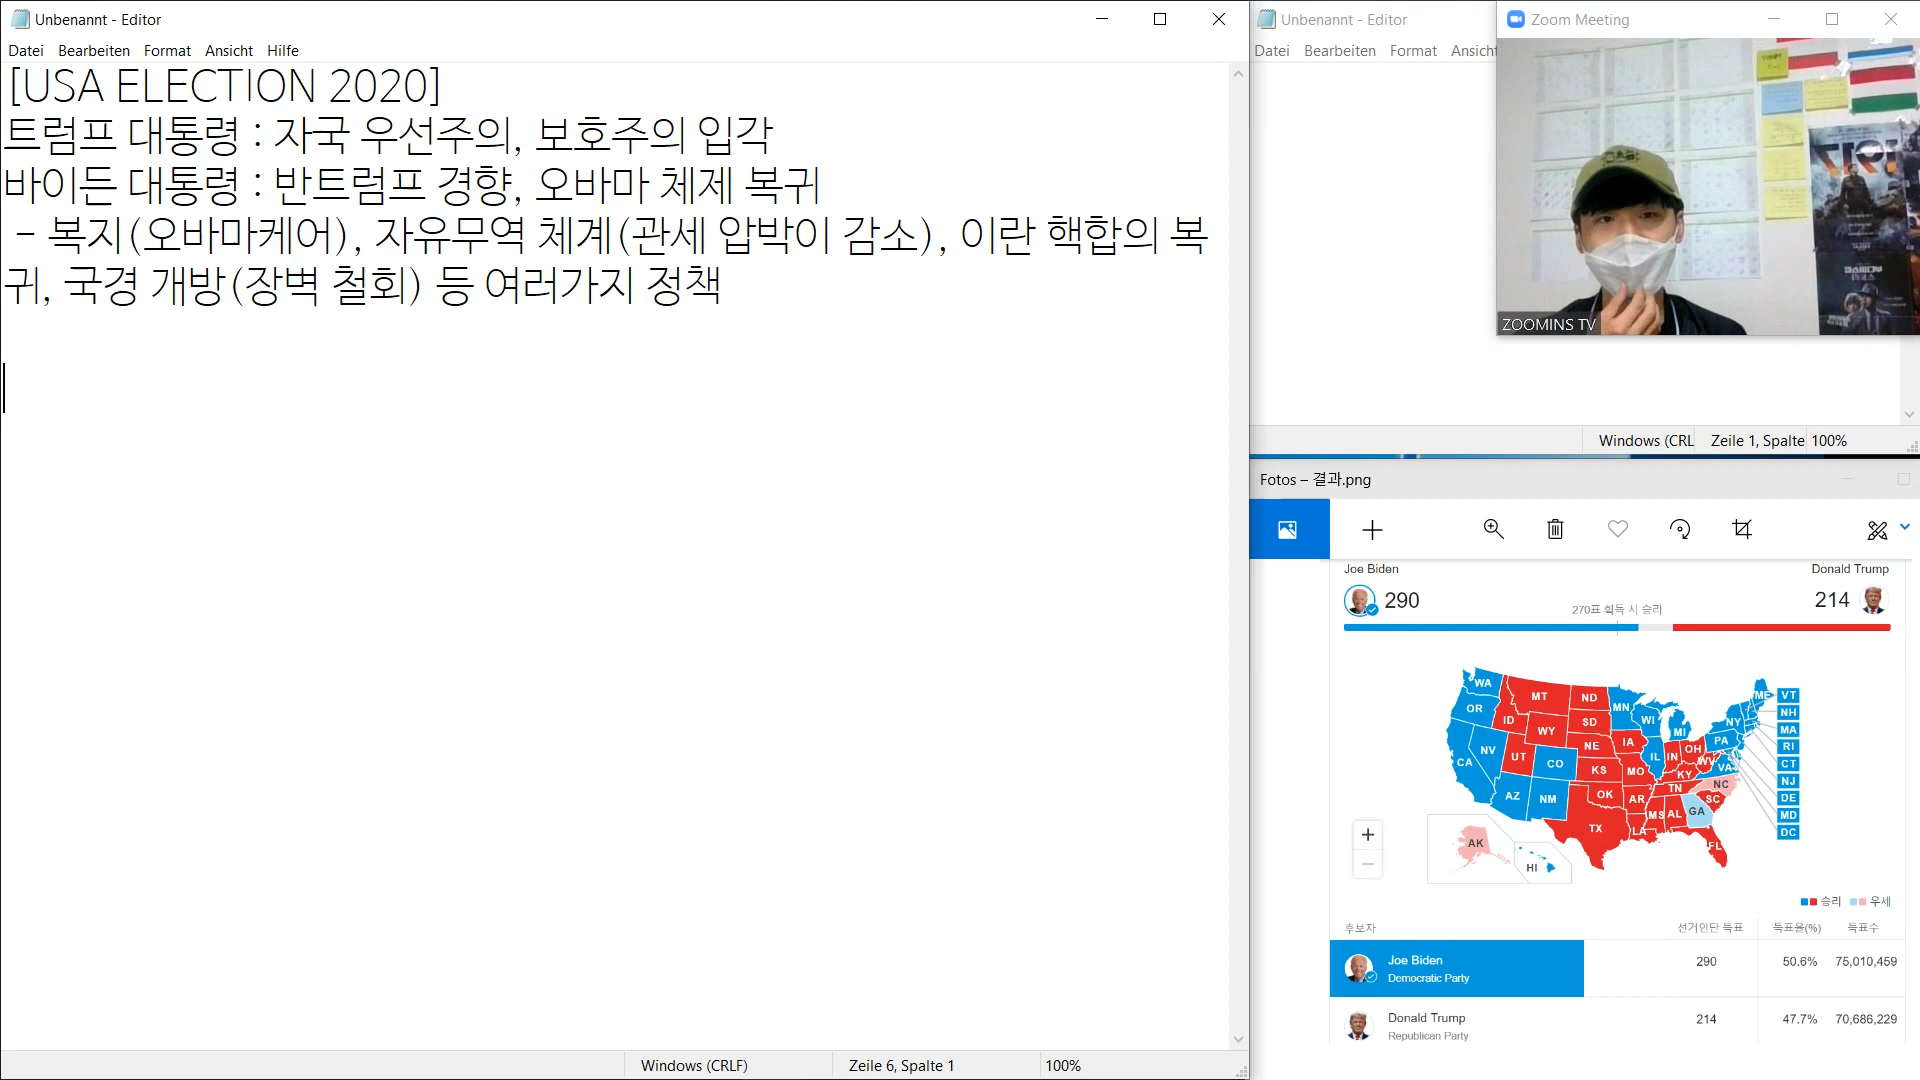 Unbenannt - Editor
Datei Bearbeiten Format Ansicht Hilfe
[USA ELECTION 2020]
트럼프 대통령 : 자국 우선주의, 보호주의 입각
바이든 대통령 : 반트럼프 경향, 오바마 체제 복귀
- 복지(오바마케어), 자유무역 체계(관세 압박이 감소), 이란 핵합의 복
귀, 국경 개방(장벽 철회) 등 여러가지 정책
Windows (CRLF) Zeile 6, Spalte 1 100%
Unbenannt - Editor
Datei Bearbeiten Format Ansicht
Zoom Meeting
ZOOMINS TV
Windows (CRL Zeile 1, Spalte 100%
Fotos – 결과.png
Joe Biden Donald Trump
290 270표 획득 시 승리 214
WA
OR
CA
NV
ID
MT
WY
UT
AZ
CO
NM
ND
SD
NE
KS
OK
TX
MN
IA
MO
AR
LA
WI
IL
MI
IN
OH
KY
TN
MS
AL
GA
FL
SC
NC
VA
WV
PA
NY
ME
VT
NH
MA
RI
CT
NJ
DE
MD
DC
AK
HI
승리 우세
후보자 선거인단 득표 득표율(%) 득표수
Joe Biden 290 50.6% 75,010,459
Democratic Party
Donald Trump 214 47.7% 70,686,229
Republican Party